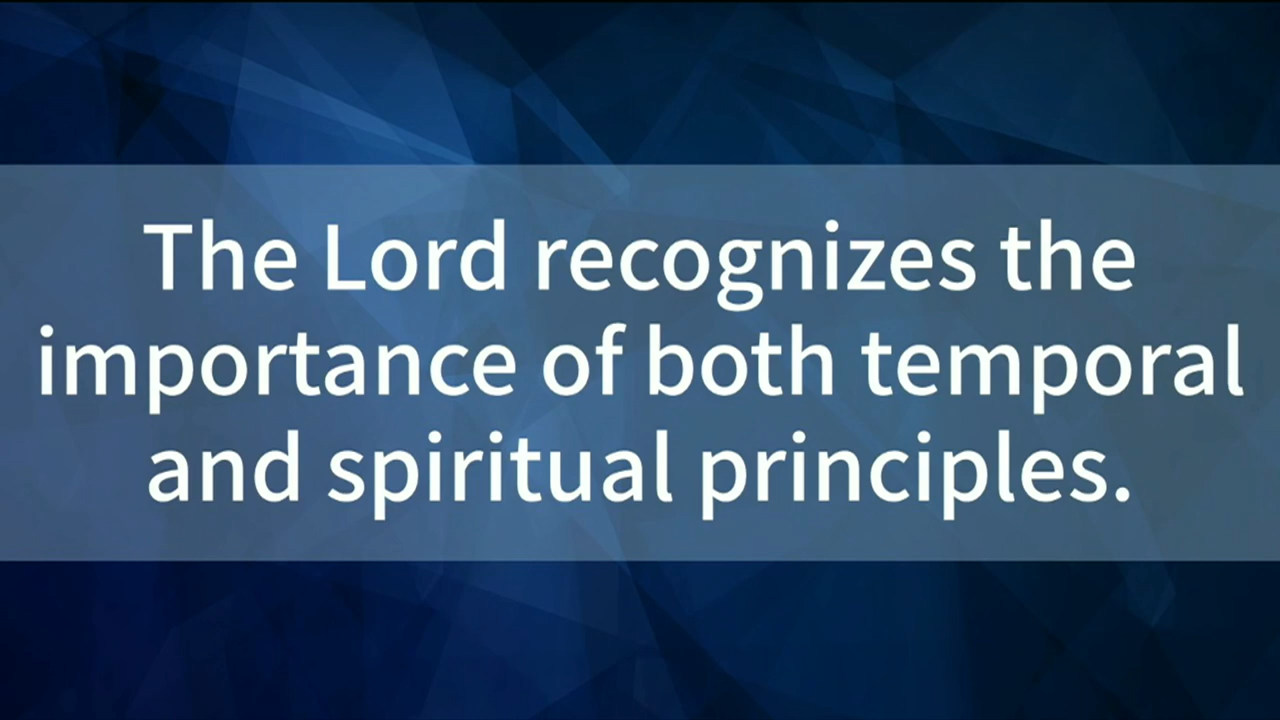 The Lord recognizes the
importance of both temporal
and spiritual principles.